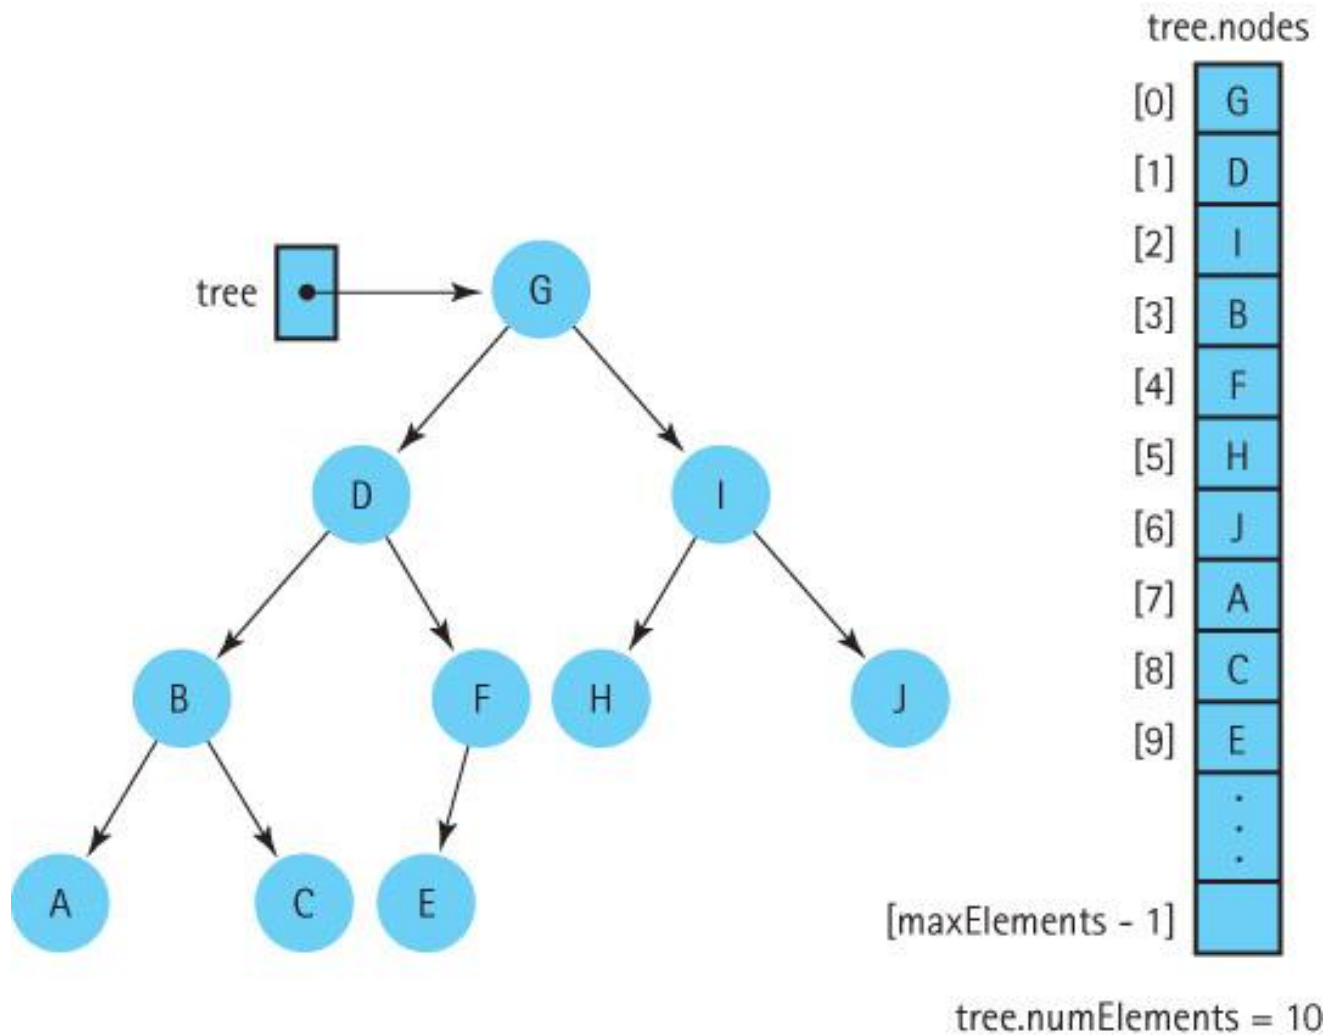 tree.nodes
[0] G
[1] D
[2] I
[3] B
[4] F
[5] H
[6] J
[7] A
[8] C
[9] E
.
.
.
[maxElements - 1]
tree.numElements = 10
tree
G
D I
B F H J
A C E